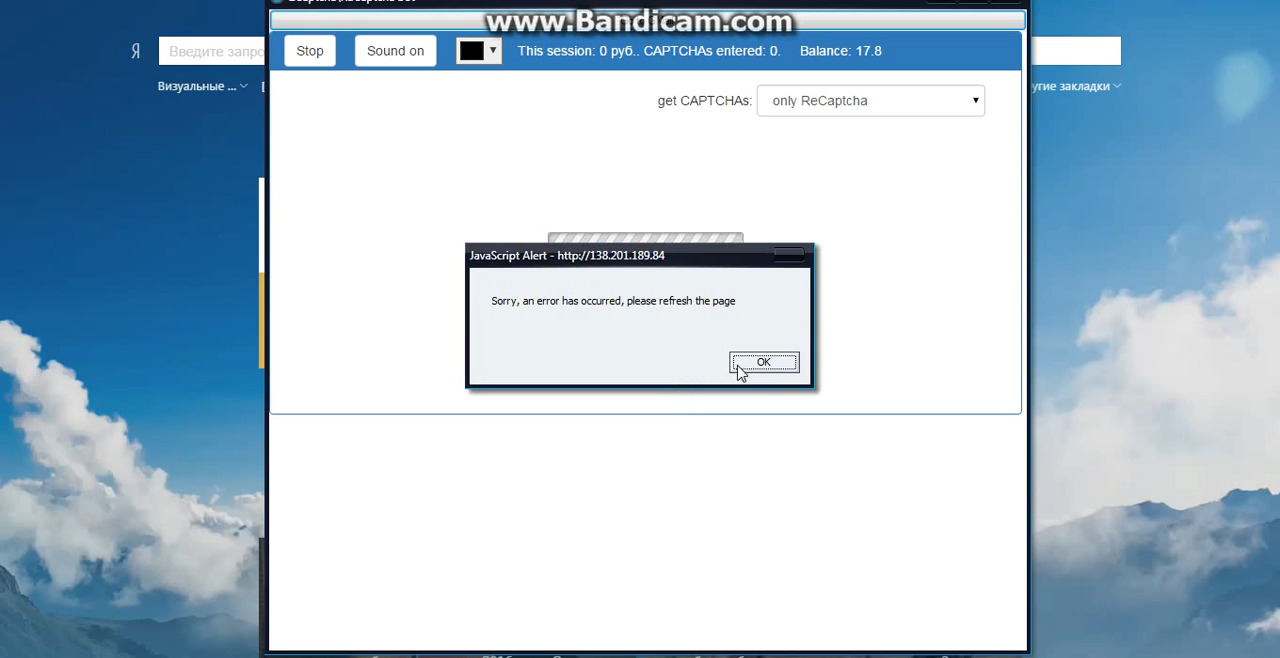 www.Bandicam.com
Я
Введите запро
Stop
Sound on
This session: 0 руб.. CAPTCHAs entered: 0.
Balance: 17.8
Визуальные ...
закладки
get CAPTCHAs:
only ReCaptcha
JavaScript Alert - http://138.201.189.84
Sorry, an error has occurred, please refresh the page
OK